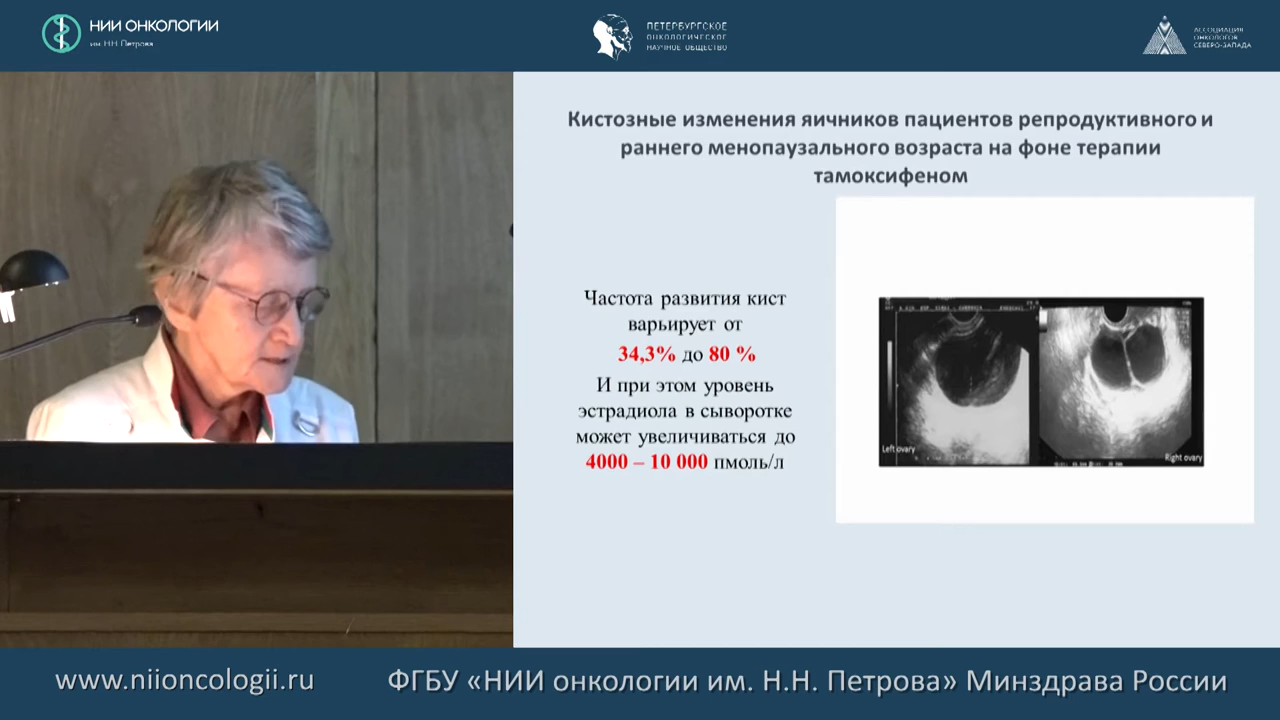 НИИ ОНКОЛОГИИ
им. Н.Н. Петрова
ПЕТЕРБУРГСКОЕ
ОНКОЛОГИЧЕСКОЕ
НАУЧНОЕ ОБЩЕСТВО
АССОЦИАЦИЯ
ОНКОЛОГОВ
СЕВЕРО-ЗАПАДА
Кистозные изменения яичников пациентов репродуктивного и
раннего менопаузального возраста на фоне терапии
тамоксифеном
Частота развития кист
варьирует от
34,3% до 80 %
И при этом уровень
эстрадиола в сыворотке
может увеличиваться до
4000 – 10 000 пмоль/л
Left ovary
Right ovary
www.niioncologii.ru
ФГБУ «НИИ онкологии им. Н.Н. Петрова» Минздрава России